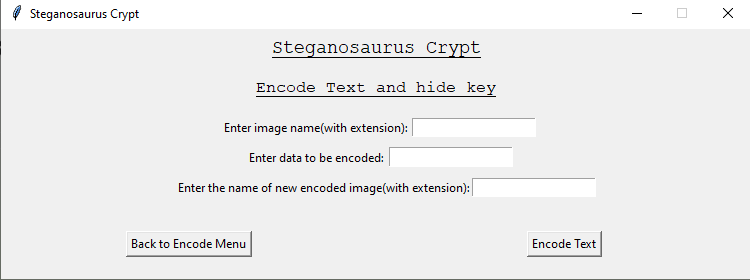 Steganosaurus Crypt
Steganosaurus Crypt
Encode Text and hide key
Enter image name(with extension):
Enter data to be encoded:
Enter the name of new encoded image(with extension):
Back to Encode Menu
Encode Text